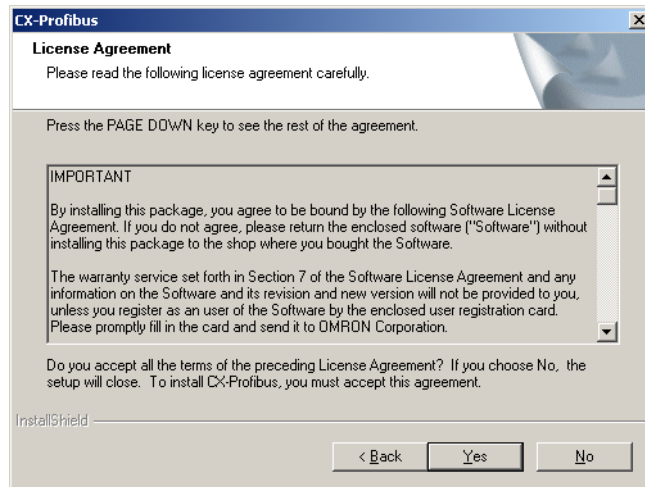 CX-Profibus
License Agreement
Please read the following license agreement carefully.
Press the PAGE DOWN key to see the rest of the agreement.
IMPORTANT
By installing this package, you agree to be bound by the following Software License
Agreement. If you do not agree, please return the enclosed software ("Software") without
installing this package to the shop where you bought the Software.
The warranty service set forth in Section 7 of the Software License Agreement and any
information on the Software and its revision and new version will not be provided to you,
unless you register as an user of the Software by the enclosed user registration card.
Please promptly fill in the card and send it to OMRON Corporation.
Do you accept all the terms of the preceding License Agreement? If you choose No, the
setup will close. To install CX-Profibus, you must accept this agreement.
InstallShield
< Back Yes No